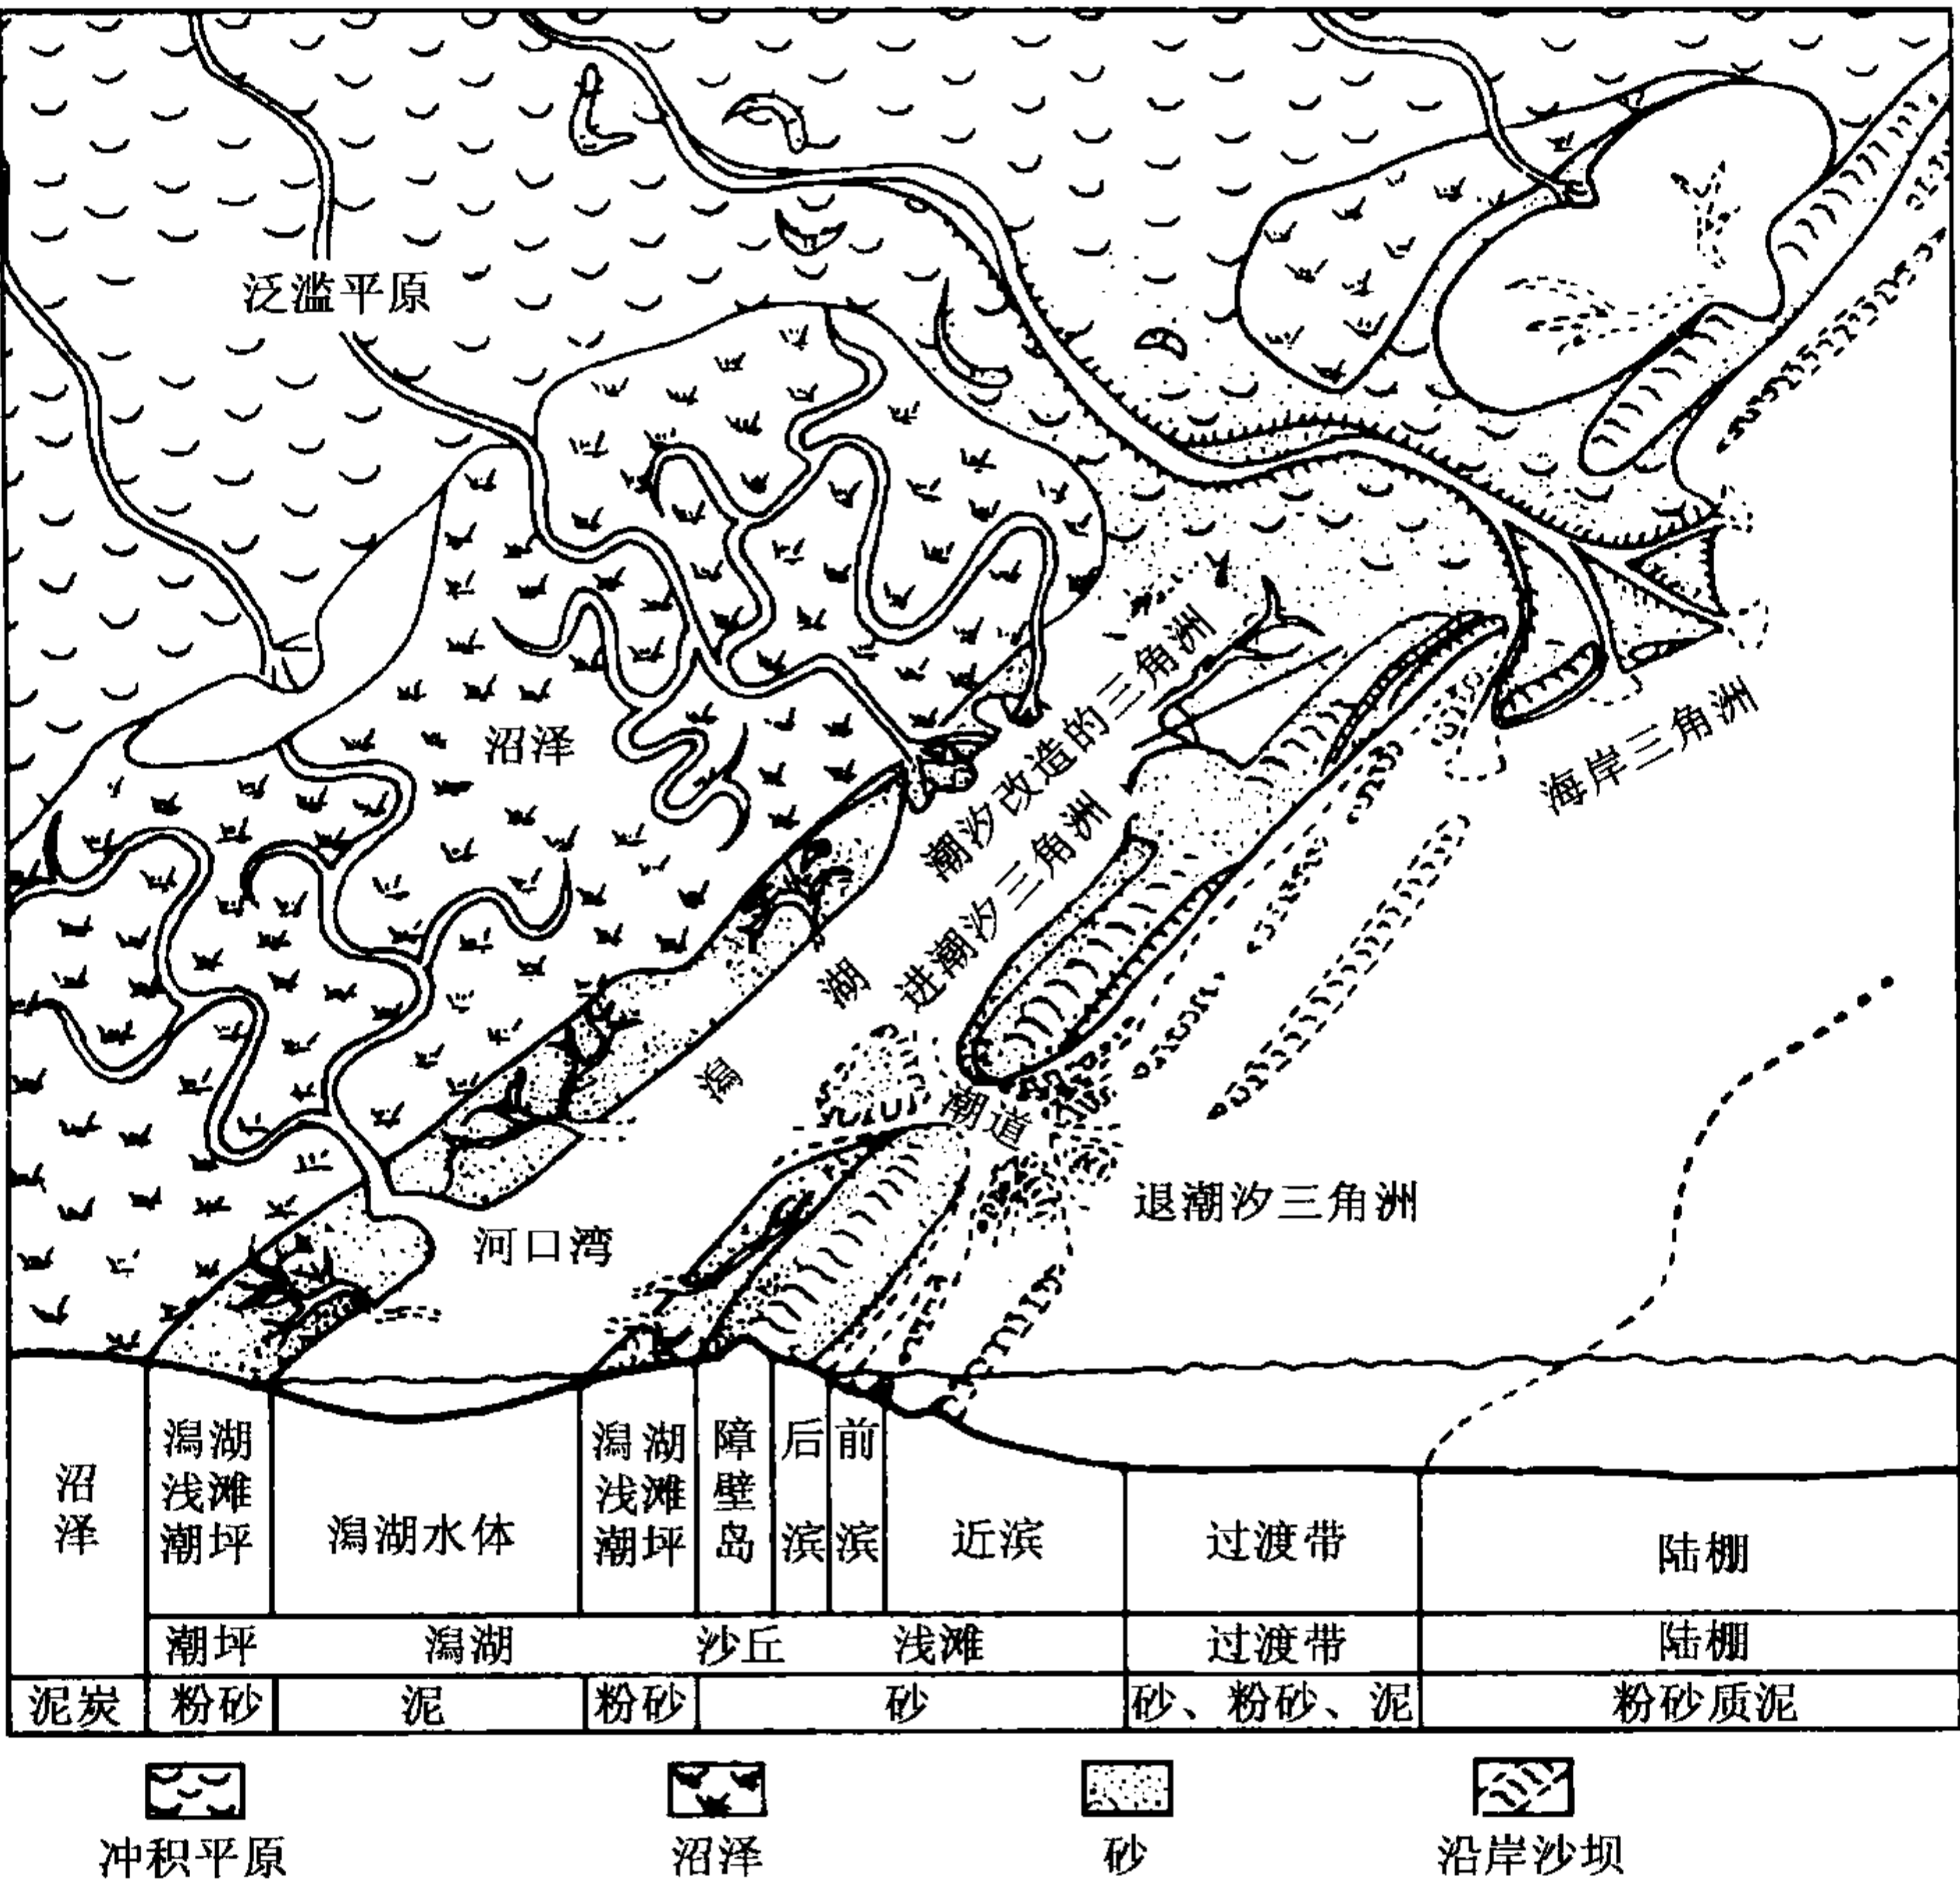 泛滥平原
沼泽
潮汐改造的三角洲
海岸三角洲
进潮汐三角洲
潟湖
潮道
退潮汐三角洲
河口湾
沼泽
潟湖浅滩潮坪
潟湖水体
潟湖浅滩潮坪
障壁岛
后滨
前滨
近滨
过渡带
陆棚
潮坪 潟湖 沙丘 浅滩 过渡带 陆棚
泥炭 粉砂 泥 粉砂 砂 砂、粉砂、泥 粉砂质泥
冲积平原 沼泽 砂 沿岸沙坝